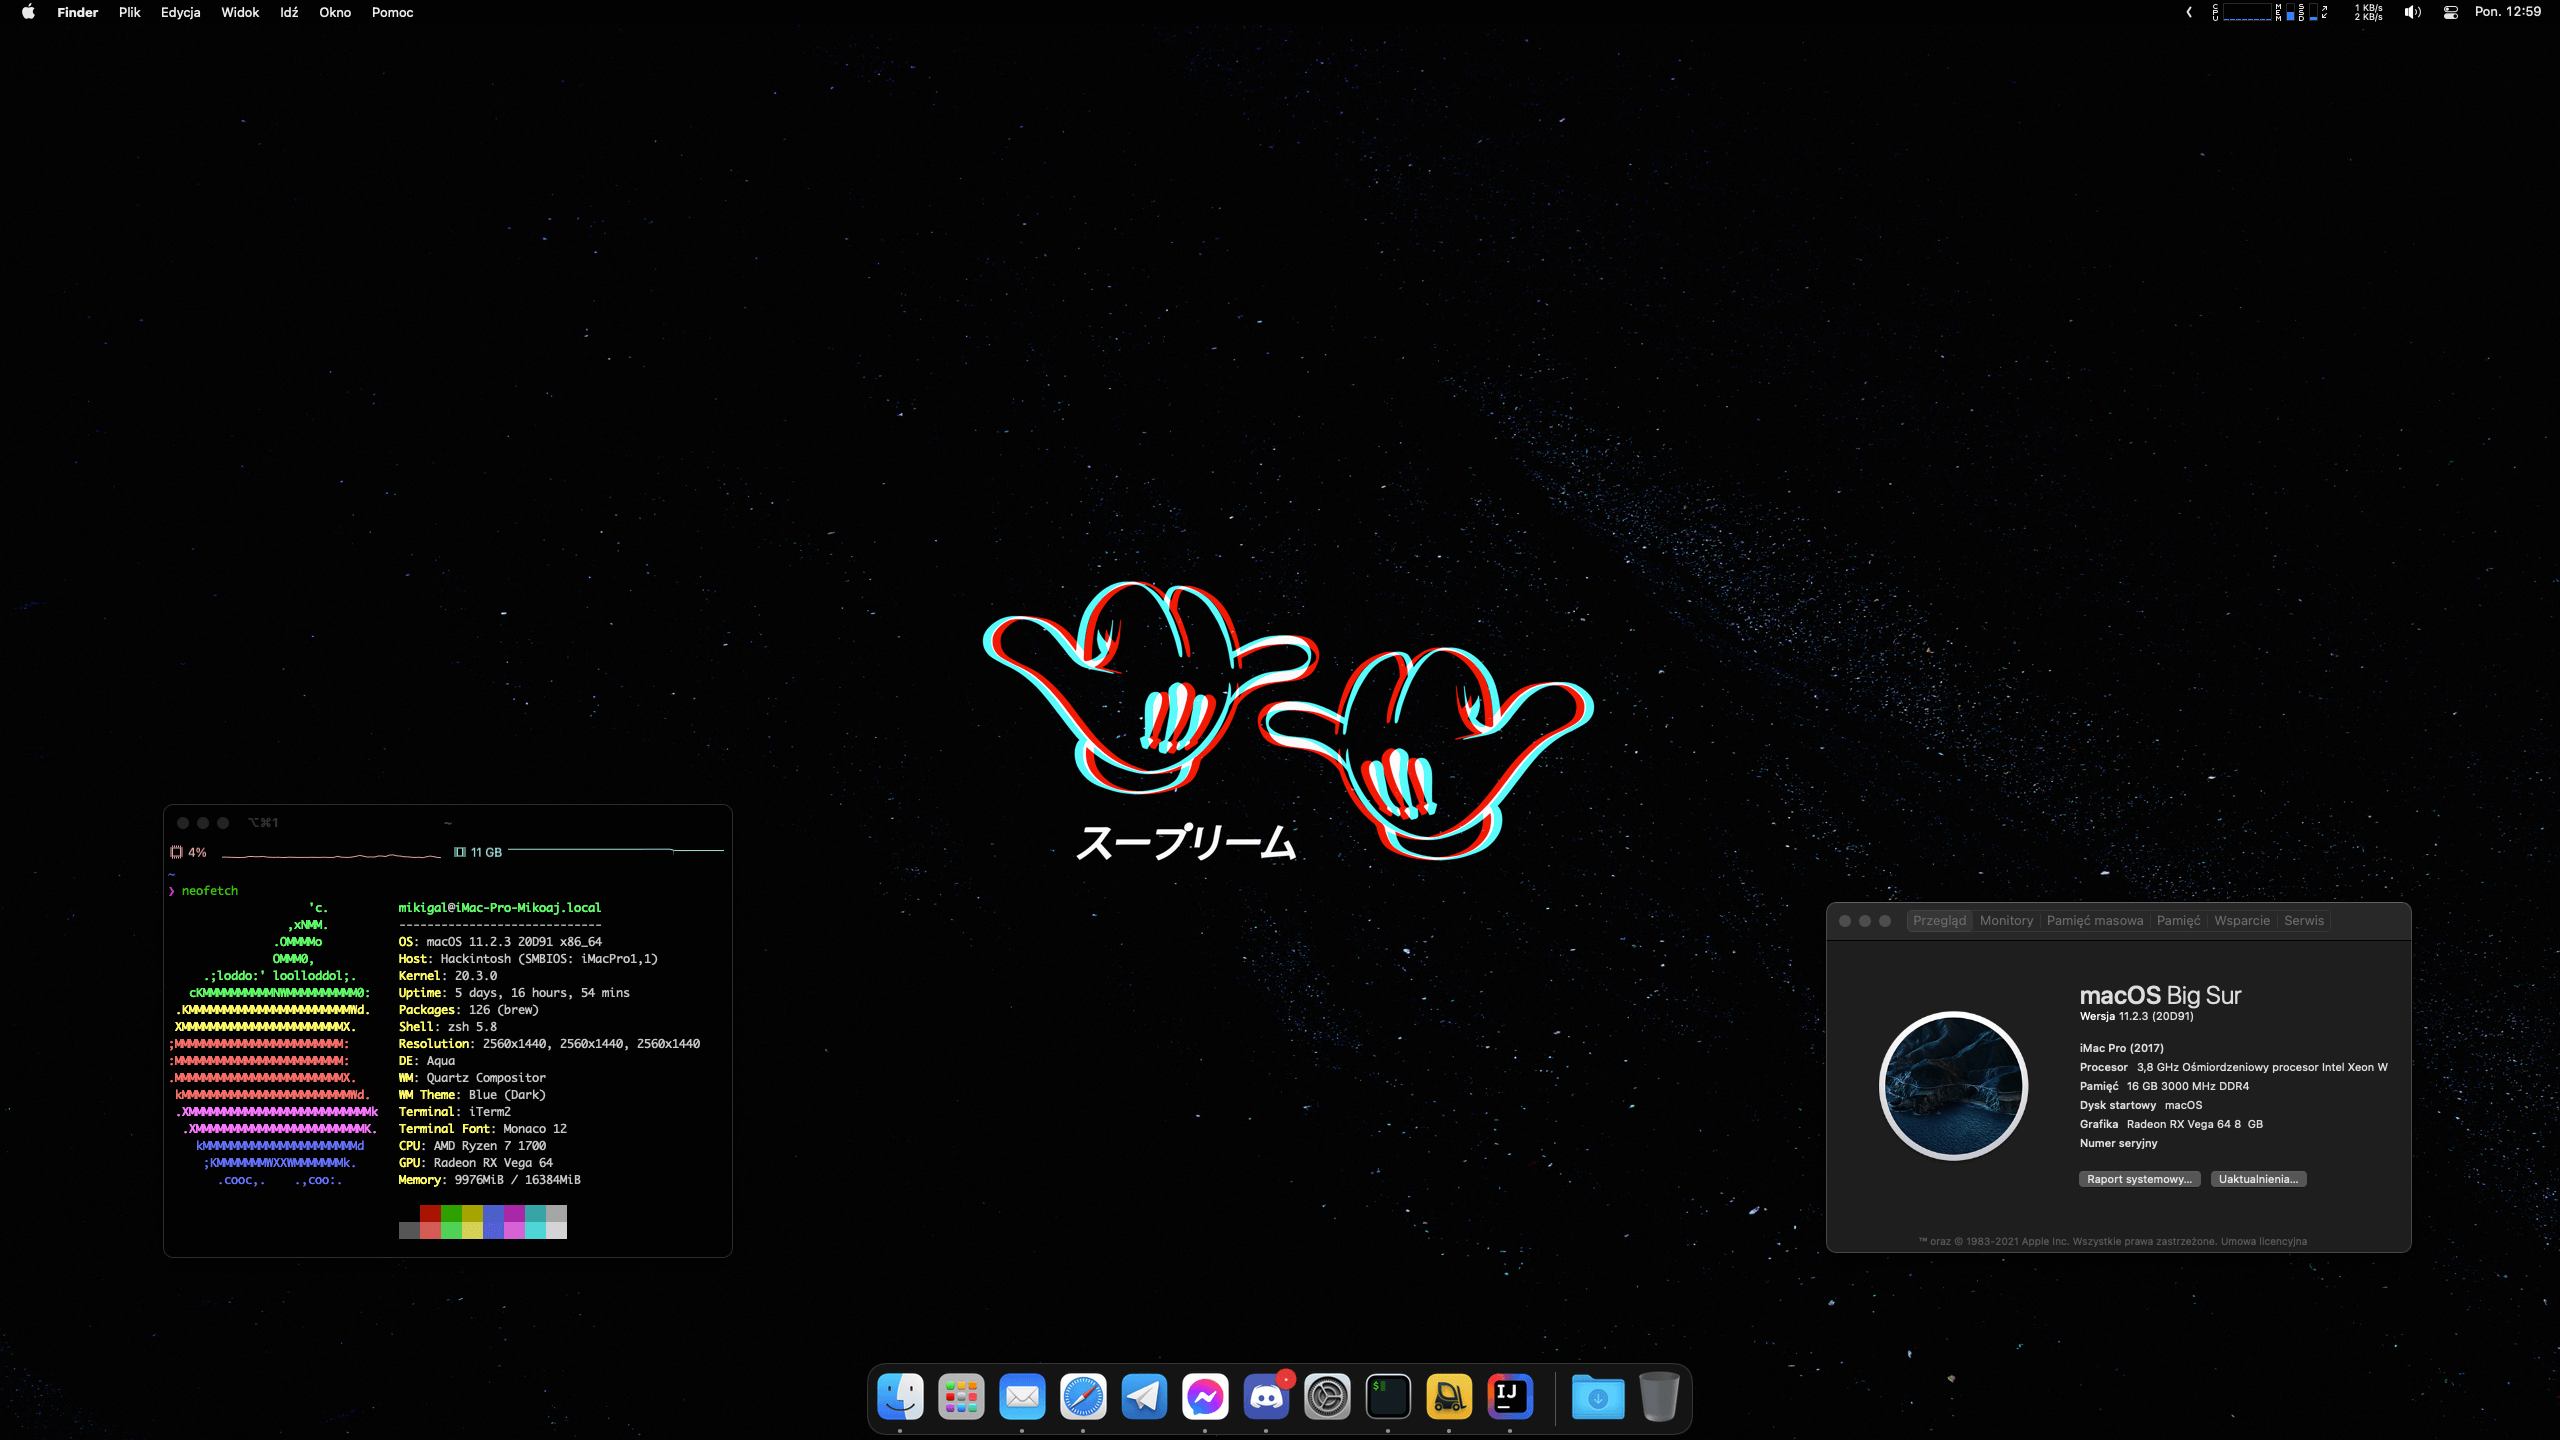 Finder Plik Edycja Widok Idź Okno Pomoc
CPU MEM SSD 1 KB/s 2 KB/s Pon. 12:59
スープリーム
⌥⌘1 ~
4% 11 GB
~
❯ neofetch
'c.
,xNMM.
.OMMMMo
OMMM0,
.;loddo:' loolloddol;.
cKMMMMMMMMMMNWMMMMMMMMMM0:
.KMMMMMMMMMMMMMMMMMMMMMMMWd.
XMMMMMMMMMMMMMMMMMMMMMMMX.
;MMMMMMMMMMMMMMMMMMMMMMMM:
:MMMMMMMMMMMMMMMMMMMMMMMM:
.MMMMMMMMMMMMMMMMMMMMMMMMX.
kMMMMMMMMMMMMMMMMMMMMMMMMWd.
.XMMMMMMMMMMMMMMMMMMMMMMMMMMk
.XMMMMMMMMMMMMMMMMMMMMMMMMK.
kMMMMMMMMMMMMMMMMMMMMMMd
;KMMMMMMMWXXWMMMMMMMk.
.cooc,. .,coo:.
mikigal@iMac-Pro-Mikoaj.local
-----------------------------
OS: macOS 11.2.3 20D91 x86_64
Host: Hackintosh (SMBIOS: iMacPro1,1)
Kernel: 20.3.0
Uptime: 5 days, 16 hours, 54 mins
Packages: 126 (brew)
Shell: zsh 5.8
Resolution: 2560x1440, 2560x1440, 2560x1440
DE: Aqua
WM: Quartz Compositor
WM Theme: Blue (Dark)
Terminal: iTerm2
Terminal Font: Monaco 12
CPU: AMD Ryzen 7 1700
GPU: Radeon RX Vega 64
Memory: 9976MiB / 16384MiB
Przegląd Monitory Pamięć masowa Pamięć Wsparcie Serwis
macOS Big Sur
Wersja 11.2.3 (20D91)
iMac Pro (2017)
Procesor 3,8 GHz Ośmiordzeniowy procesor Intel Xeon W
Pamięć 16 GB 3000 MHz DDR4
Dysk startowy macOS
Grafika Radeon RX Vega 64 8 GB
Numer seryjny
Raport systemowy... Uaktualnienia...
™ oraz © 1983-2021 Apple Inc. Wszystkie prawa zastrzeżone. Umowa licencyjna
$
IJ